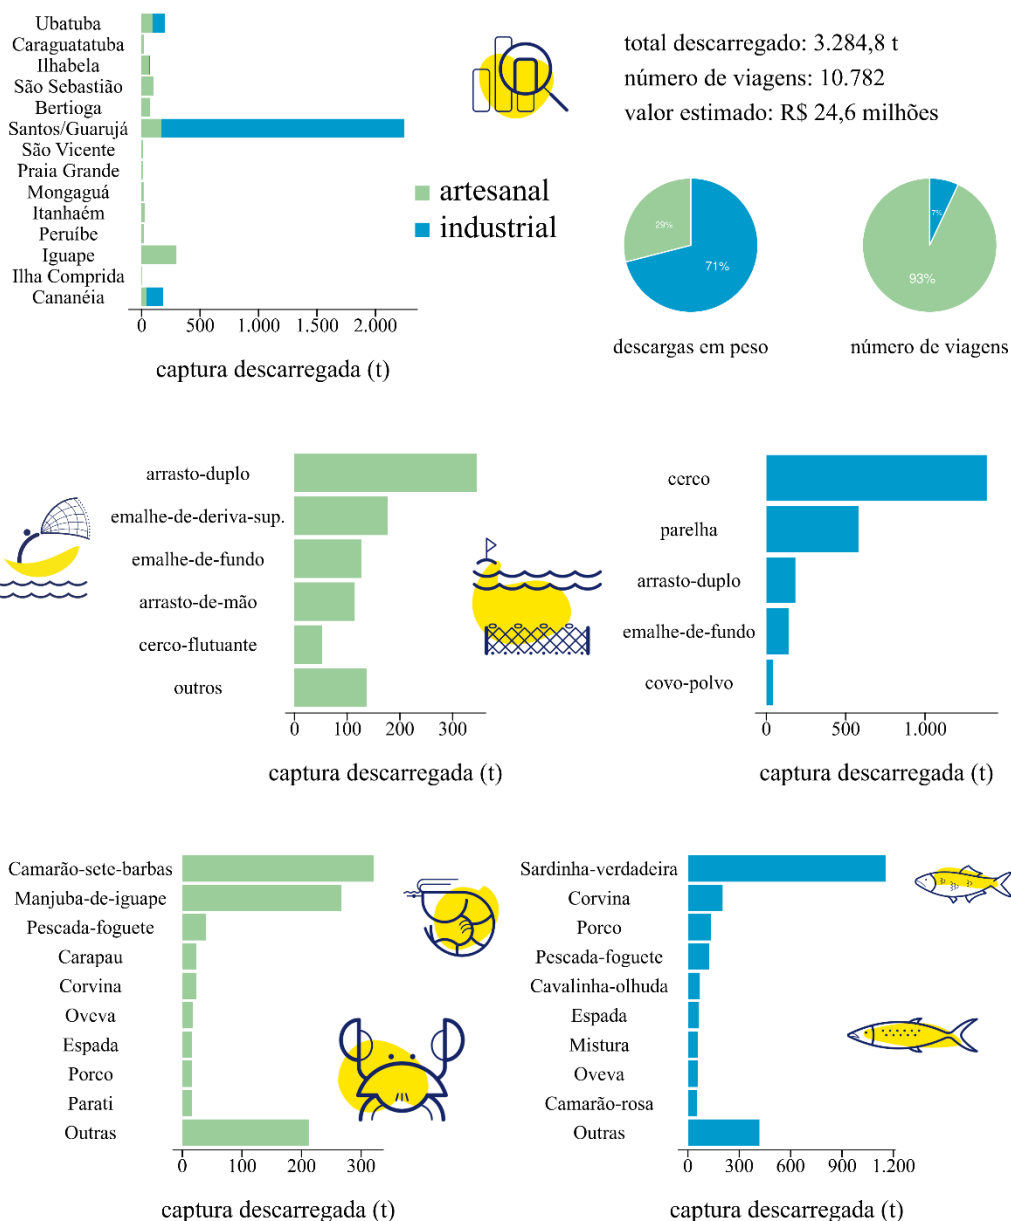 Ubatuba
Caraguatatuba
Ilhabela
São Sebastião
Bertioga
Santos/Guarujá
São Vicente
Praia Grande
Mongaguá
Itanhaém
Peruíbe
Iguape
Ilha Comprida
Cananéia
0 500 1.000 1.500 2.000
captura descarregada (t)
artesanal
industrial
total descarregado: 3.284,8 t
número de viagens: 10.782
valor estimado: R$ 24,6 milhões
29%
71%
descargas em peso
7%
93%
número de viagens
arrasto-duplo
emalhe-de-deriva-sup.
emalhe-de-fundo
arrasto-de-mão
cerco-flutuante
outros
0 100 200 300
captura descarregada (t)
cerco
parelha
arrasto-duplo
emalhe-de-fundo
covo-polvo
0 500 1.000
captura descarregada (t)
Camarão-sete-barbas
Manjuba-de-iguape
Pescada-foguete
Carapau
Corvina
Oveva
Espada
Porco
Parati
Outras
0 100 200 300
captura descarregada (t)
Sardinha-verdadeira
Corvina
Porco
Pescada-foguete
Cavalinha-olhuda
Espada
Mistura
Oveva
Camarão-rosa
Outras
0 300 600 900 1.200
captura descarregada (t)